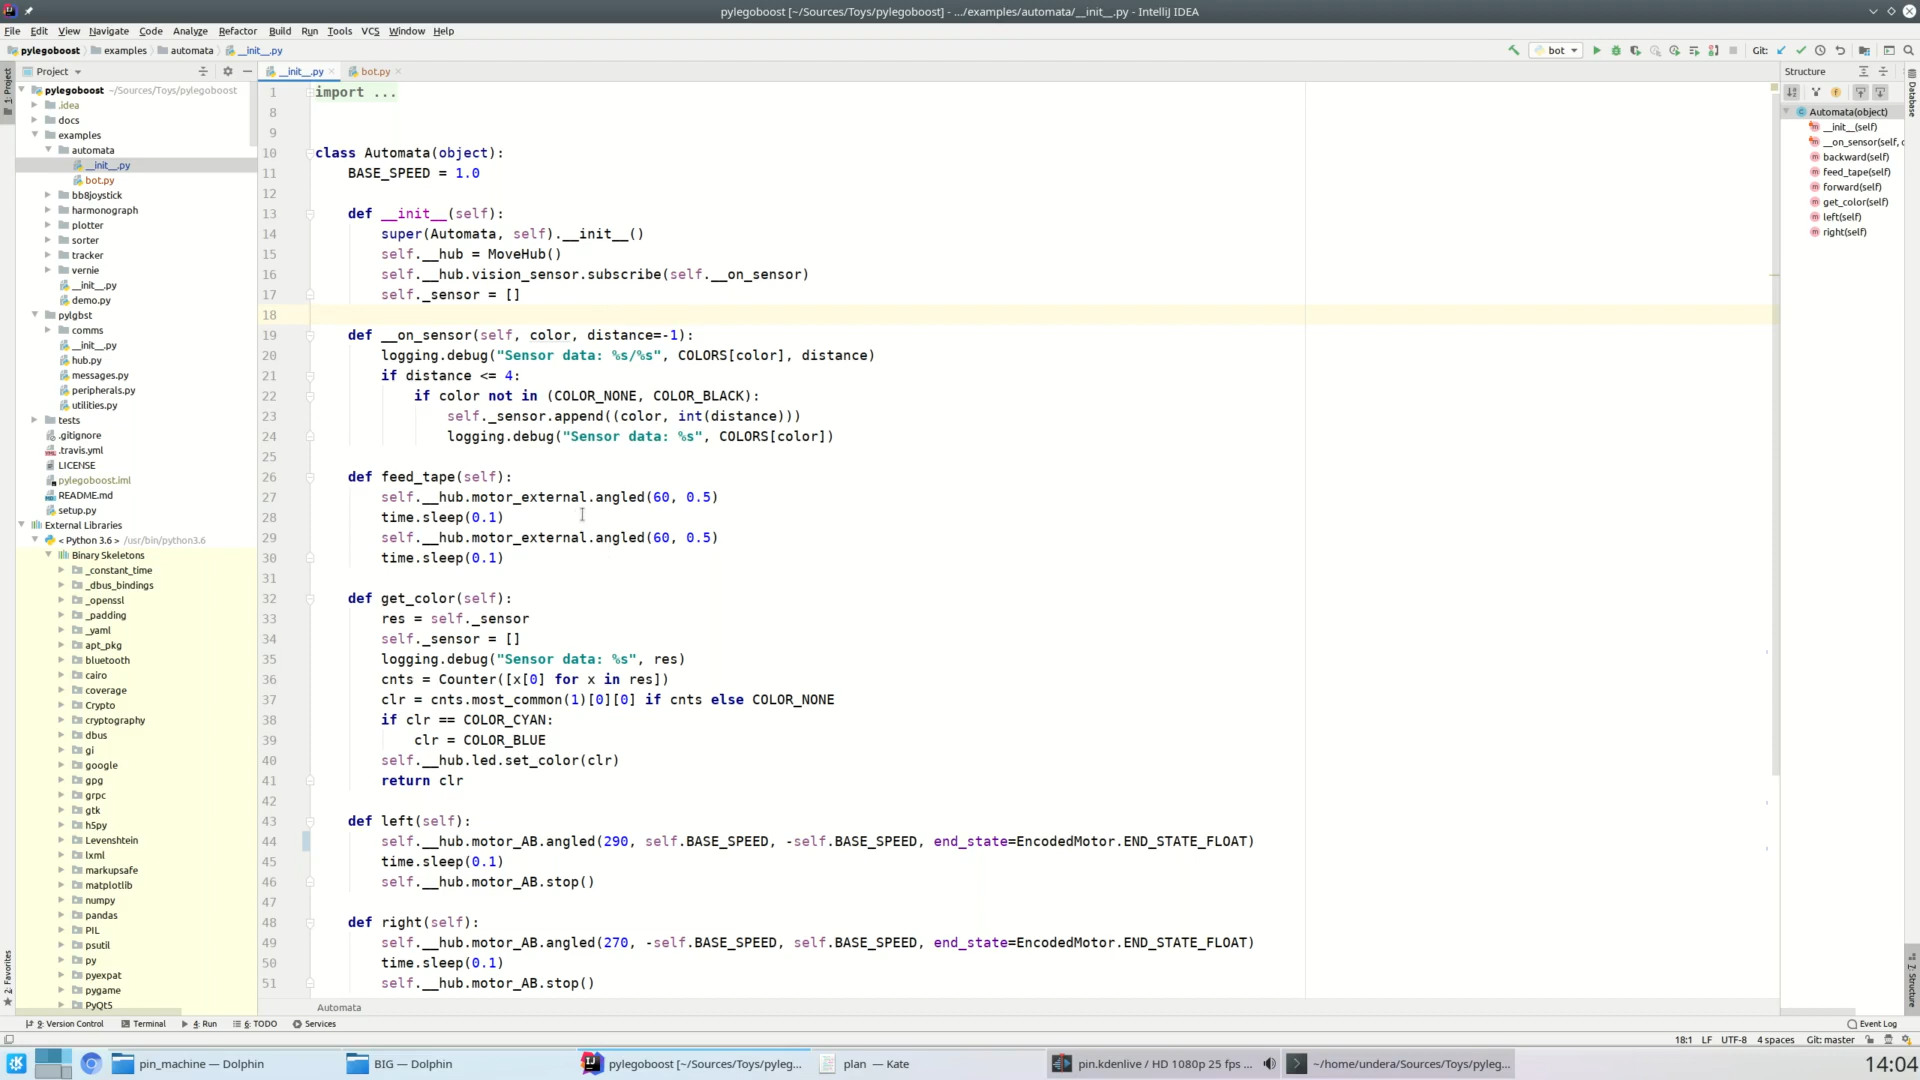 pylegoboost [~/Sources/Toys/pylegoboost] - .../examples/automata/__init__.py - IntelliJ IDEA
File Edit View Navigate Code Analyze Refactor Build Run Tools VCS Window Help
pylegoboost examples automata __init__.py bot Git:
Project __init__.py bot.py Structure
1: Project
pylegoboost ~/Sources/Toys/pylegoboost
.idea
docs
examples
automata
__init__.py
bot.py
bb8joystick
harmonograph
plotter
sorter
tracker
vernie
__init__.py
demo.py
pylgbst
comms
__init__.py
hub.py
messages.py
peripherals.py
utilities.py
tests
.gitignore
.travis.yml
LICENSE
pylegoboost.iml
README.md
setup.py
External Libraries
< Python 3.6 > /usr/bin/python3.6
Binary Skeletons
_constant_time
_dbus_bindings
_openssl
_padding
_yaml
apt_pkg
bluetooth
cairo
coverage
Crypto
cryptography
dbus
gi
google
gpg
grpc
gtk
h5py
Levenshtein
lxml
markupsafe
matplotlib
numpy
pandas
PIL
psutil
py
pyexpat
pygame
PyQt5
2: Favorites
1 import ...
8
9
10 class Automata(object):
11 BASE_SPEED = 1.0
12
13 def __init__(self):
14 super(Automata, self).__init__()
15 self.__hub = MoveHub()
16 self.__hub.vision_sensor.subscribe(self.__on_sensor)
17 self._sensor = []
18
19 def __on_sensor(self, color, distance=-1):
20 logging.debug("Sensor data: %s/%s", COLORS[color], distance)
21 if distance <= 4:
22 if color not in (COLOR_NONE, COLOR_BLACK):
23 self._sensor.append((color, int(distance)))
24 logging.debug("Sensor data: %s", COLORS[color])
25
26 def feed_tape(self):
27 self.__hub.motor_external.angled(60, 0.5)
28 time.sleep(0.1)
29 self.__hub.motor_external.angled(60, 0.5)
30 time.sleep(0.1)
31
32 def get_color(self):
33 res = self._sensor
34 self._sensor = []
35 logging.debug("Sensor data: %s", res)
36 cnts = Counter([x[0] for x in res])
37 clr = cnts.most_common(1)[0][0] if cnts else COLOR_NONE
38 if clr == COLOR_CYAN:
39 clr = COLOR_BLUE
40 self.__hub.led.set_color(clr)
41 return clr
42
43 def left(self):
44 self.__hub.motor_AB.angled(290, self.BASE_SPEED, -self.BASE_SPEED, end_state=EncodedMotor.END_STATE_FLOAT)
45 time.sleep(0.1)
46 self.__hub.motor_AB.stop()
47
48 def right(self):
49 self.__hub.motor_AB.angled(270, -self.BASE_SPEED, self.BASE_SPEED, end_state=EncodedMotor.END_STATE_FLOAT)
50 time.sleep(0.1)
51 self.__hub.motor_AB.stop()
Automata
Automata(object)
__init__(self)
__on_sensor(self, c
backward(self)
feed_tape(self)
forward(self)
get_color(self)
left(self)
right(self)
Database
7: Structure
9: Version Control Terminal 4: Run 6: TODO Services Event Log
18:1 LF UTF-8 4 spaces Git: master
pin_machine — Dolphin BIG — Dolphin pylegoboost [~/Sources/Toys/pyleg... plan — Kate pin.kdenlive / HD 1080p 25 fps ... ~/home/undera/Sources/Toys/pyleg... 14:04